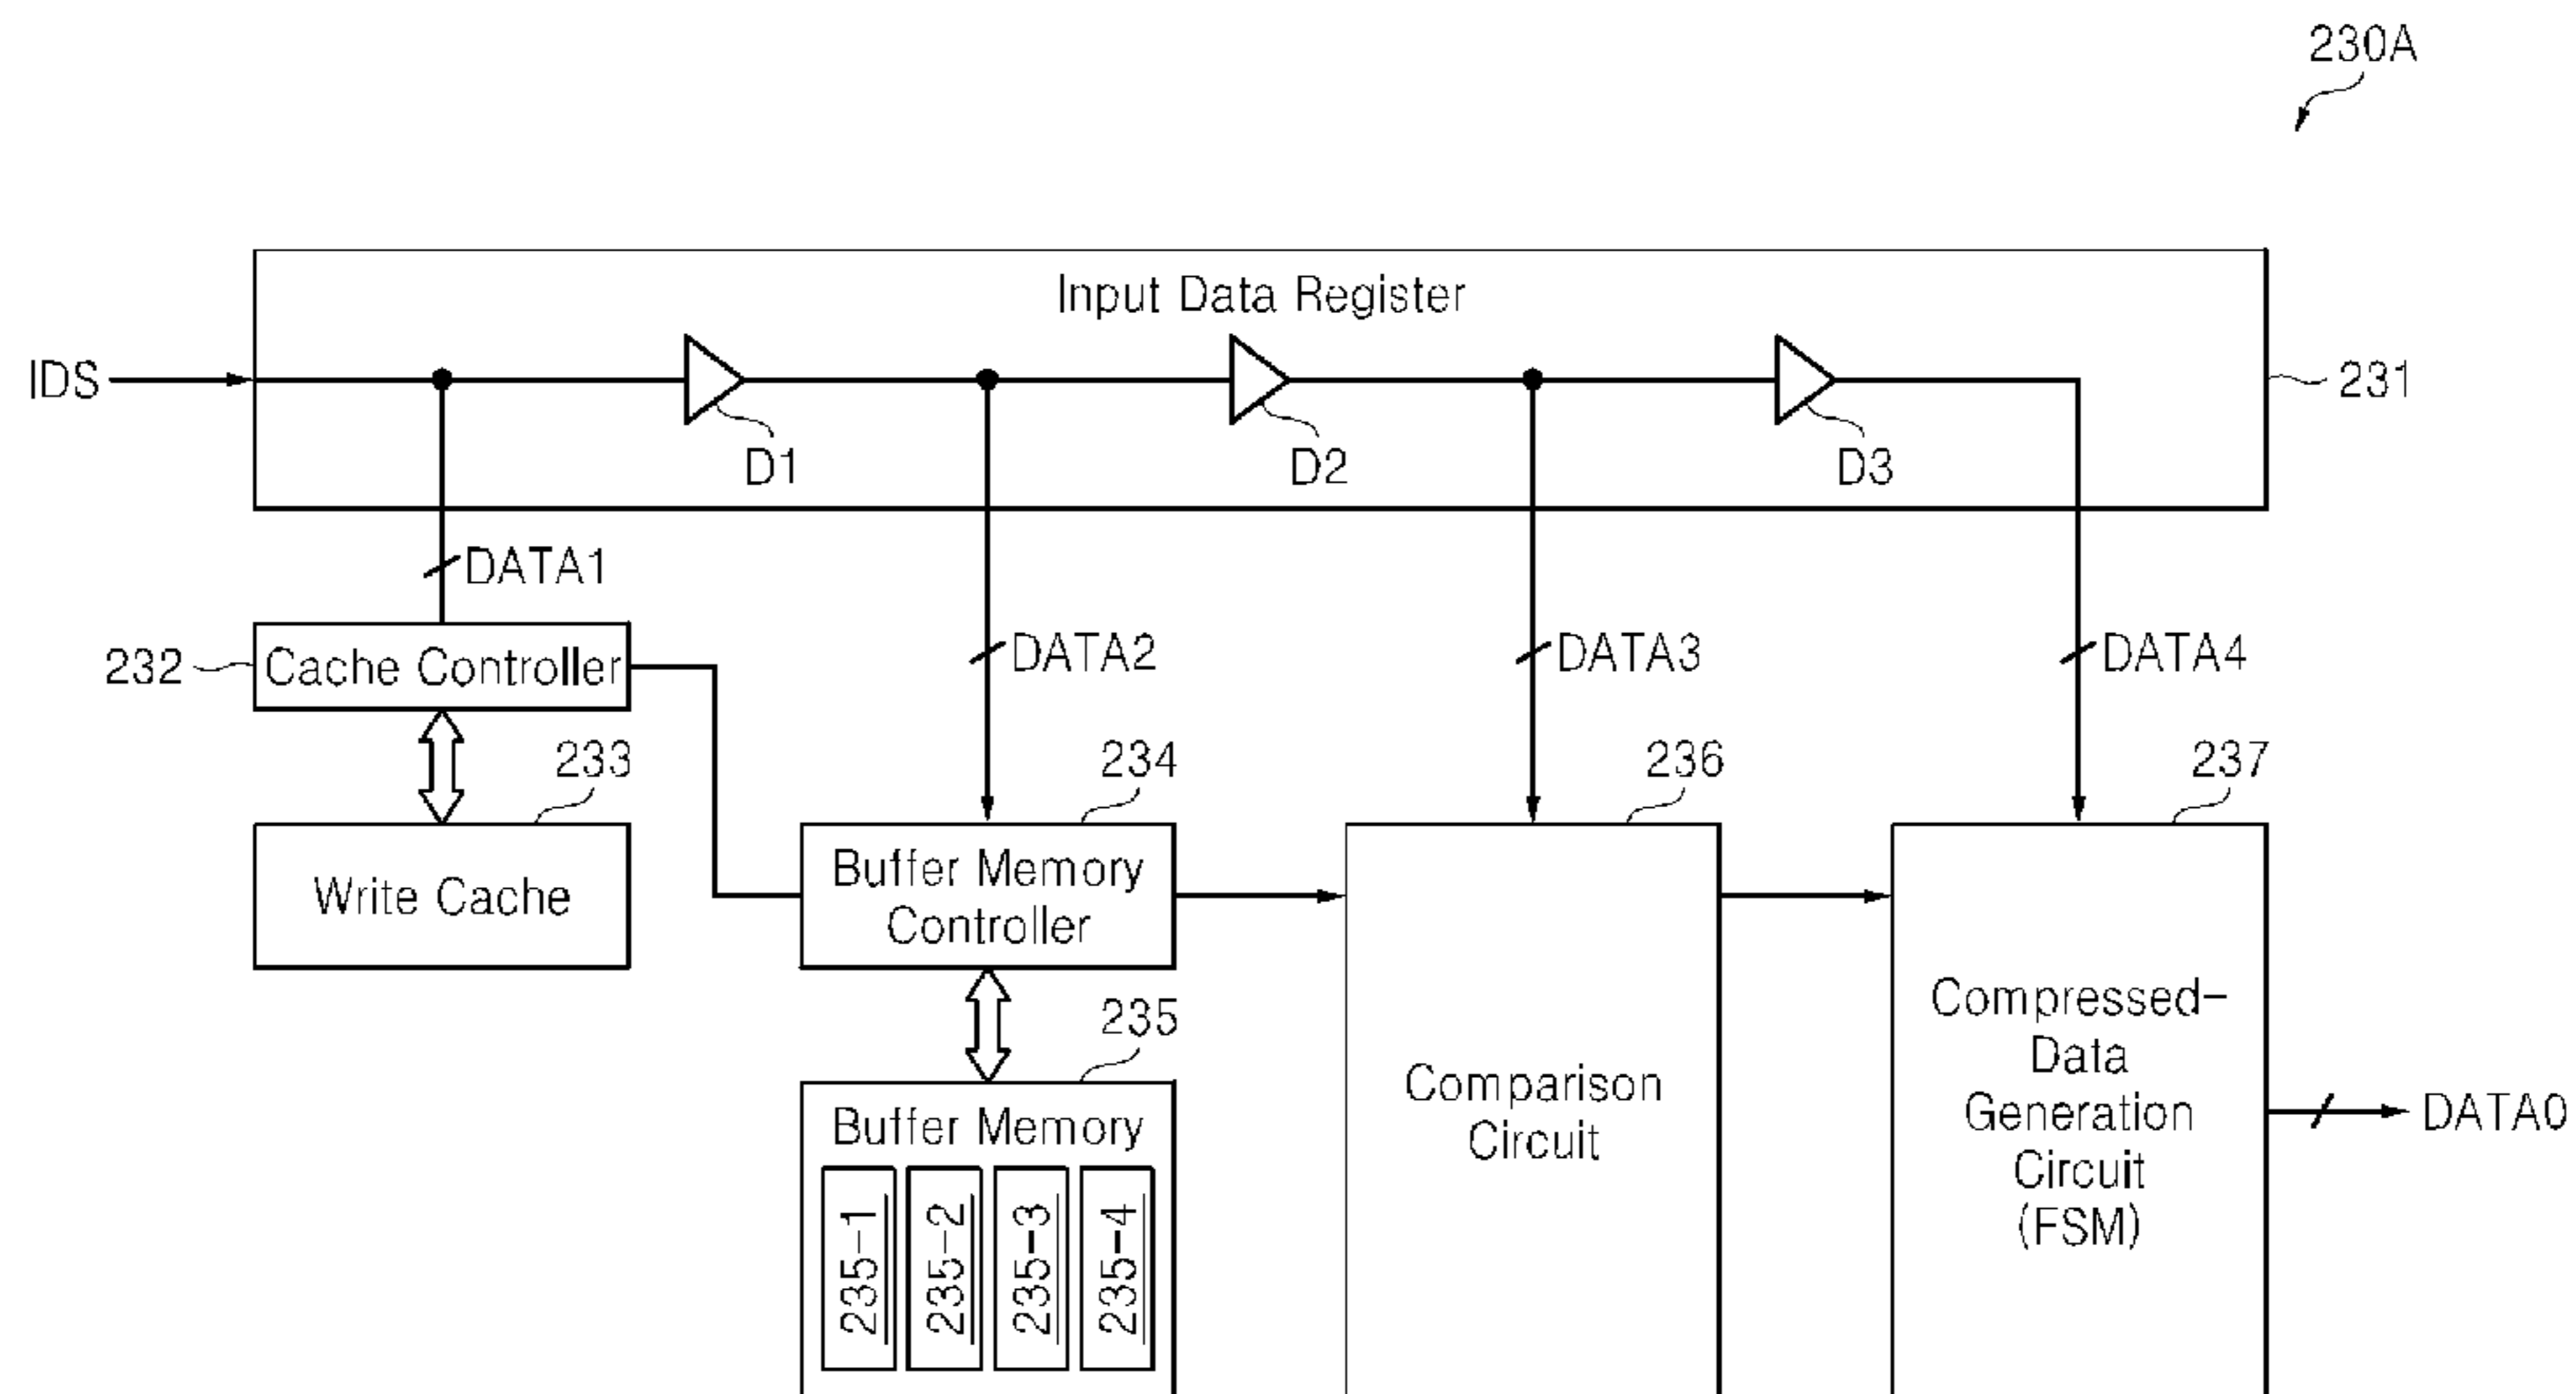 230A
Input Data Register
IDS
231
D1
D2
D3
DATA1
232
Cache Controller
DATA2
DATA3
DATA4
233
234
236
237
Write Cache
Buffer Memory
Controller
235
Buffer Memory
235-1
235-2
235-3
235-4
Comparison
Circuit
Compressed-
Data
Generation
Circuit
(FSM)
DATA0